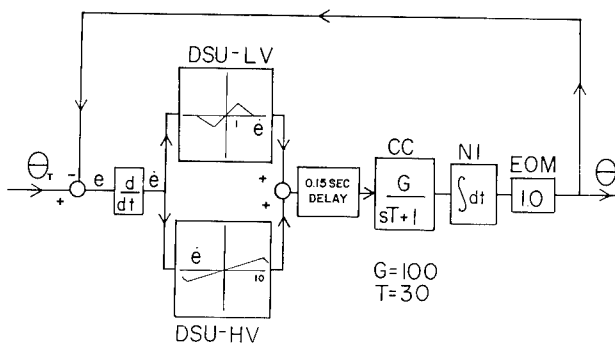 DSU-LV
1
ė
θT
-
+
e
d
dt
ė
+
+
0.15 SEC
DELAY
CC
G
sT+1
NI
∫dt
EOM
1.0
θ
ė
10
DSU-HV
G=100
T=30